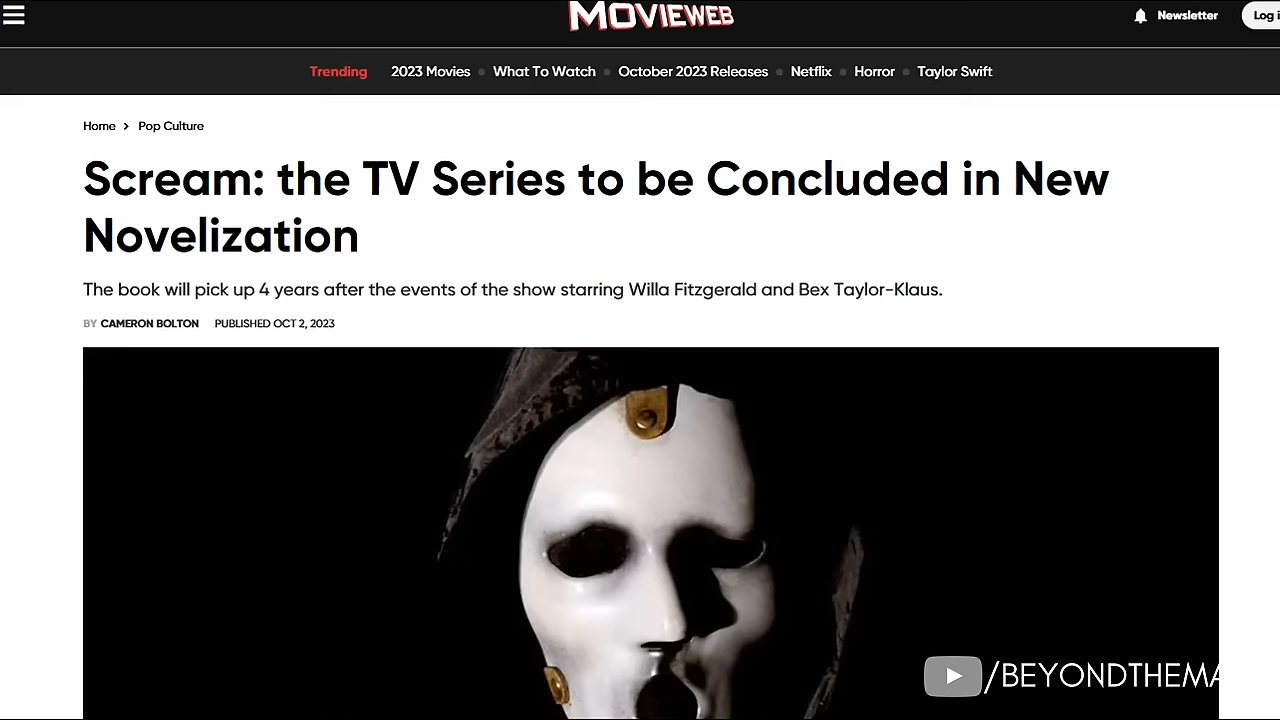 MOVIEWEB
Newsletter
Log i
Trending 2023 Movies What To Watch October 2023 Releases Netflix Horror Taylor Swift
Home > Pop Culture
Scream: the TV Series to be Concluded in New
Novelization
The book will pick up 4 years after the events of the show starring Willa Fitzgerald and Bex Taylor-Klaus.
BY CAMERON BOLTON PUBLISHED OCT 2, 2023
/BEYONDTHEMA